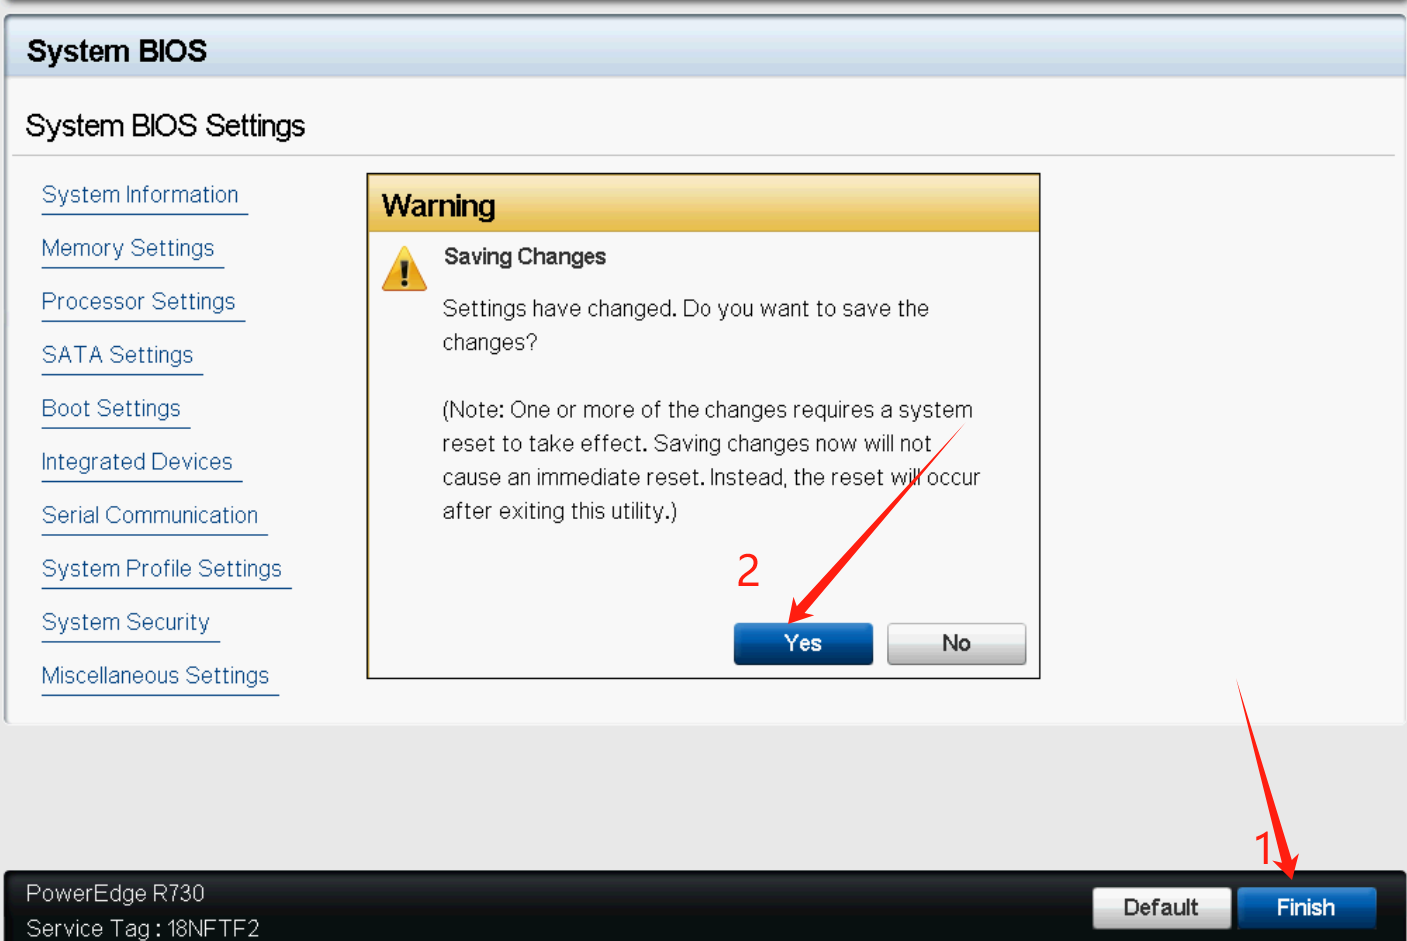 System BIOS
System BIOS Settings
System Information
Memory Settings
Processor Settings
SATA Settings
Boot Settings
Integrated Devices
Serial Communication
System Profile Settings
System Security
Miscellaneous Settings
Warning
Saving Changes
Settings have changed. Do you want to save the
changes?
(Note: One or more of the changes requires a system
reset to take effect. Saving changes now will not
cause an immediate reset. Instead, the reset will occur
after exiting this utility.)
2
Yes
No
1
PowerEdge R730
Service Tag : 18NFTF2
Default
Finish